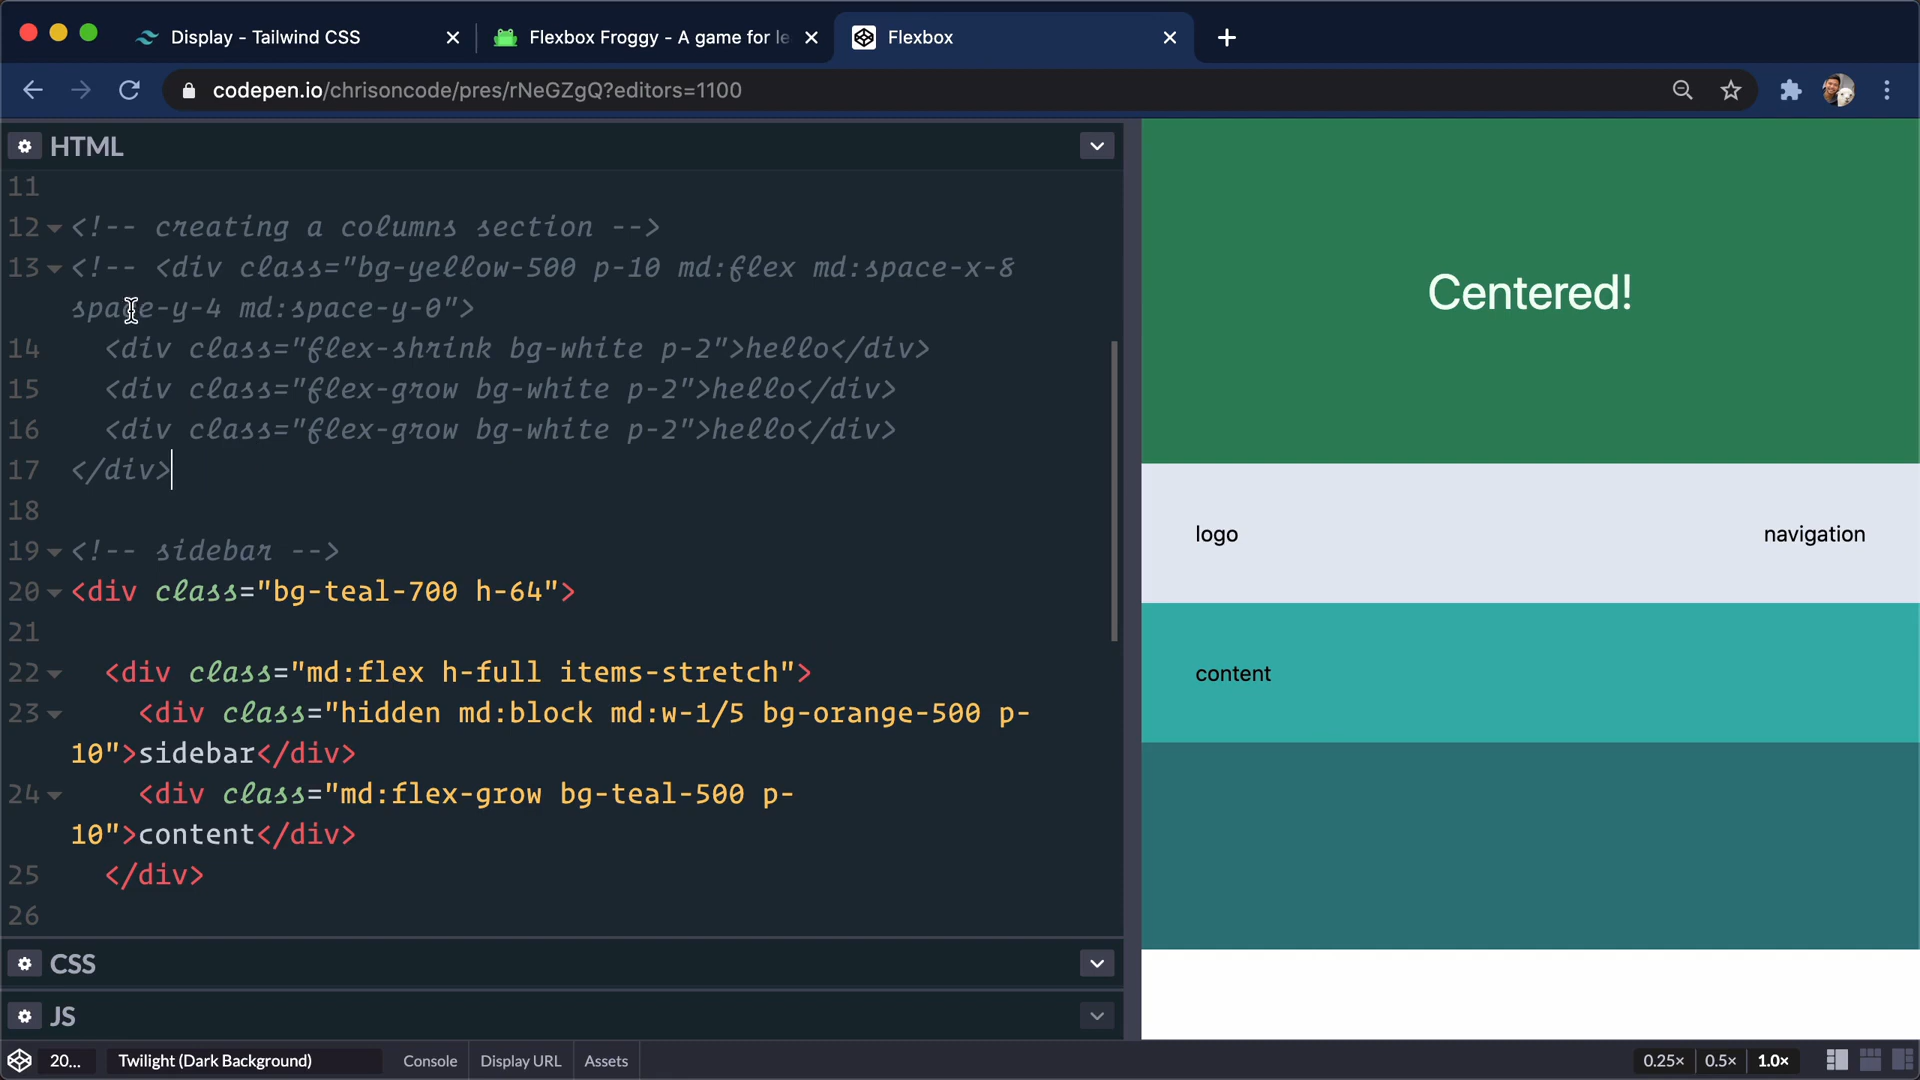 Display - Tailwind CSS
Flexbox Froggy - A game for le
Flexbox
codepen.io/chrisoncode/pres/rNeGZgQ?editors=1100
HTML
11
12 <!-- creating a columns section -->
13 <!-- <div class="bg-yellow-500 p-10 md:flex md:space-x-8
space-y-4 md:space-y-0">
14 <div class="flex-shrink bg-white p-2">hello</div>
15 <div class="flex-grow bg-white p-2">hello</div>
16 <div class="flex-grow bg-white p-2">hello</div>
17 </div>
18
19 <!-- sidebar -->
20 <div class="bg-teal-700 h-64">
21
22 <div class="md:flex h-full items-stretch">
23 <div class="hidden md:block md:w-1/5 bg-orange-500 p-
10">sidebar</div>
24 <div class="md:flex-grow bg-teal-500 p-
10">content</div>
25 </div>
26
CSS
JS
Centered!
logo navigation
content
20... Twilight (Dark Background) Console Display URL Assets 0.25× 0.5× 1.0×